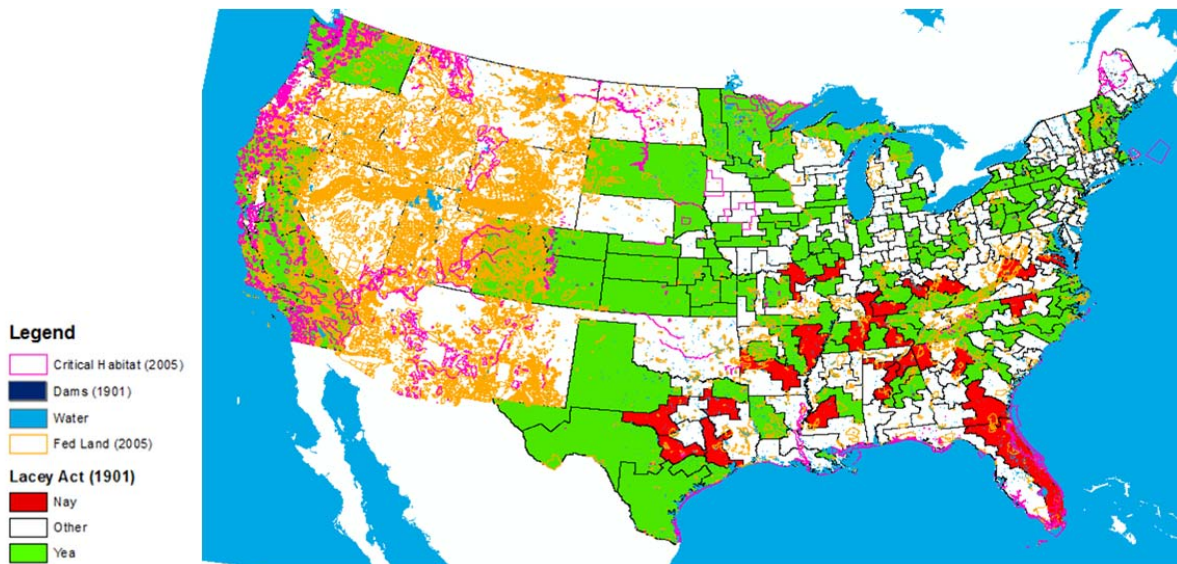 Legend
Critical Habitat (2005)
Dams (1901)
Water
Fed Land (2005)
Lacey Act (1901)
Nay
Other
Yea